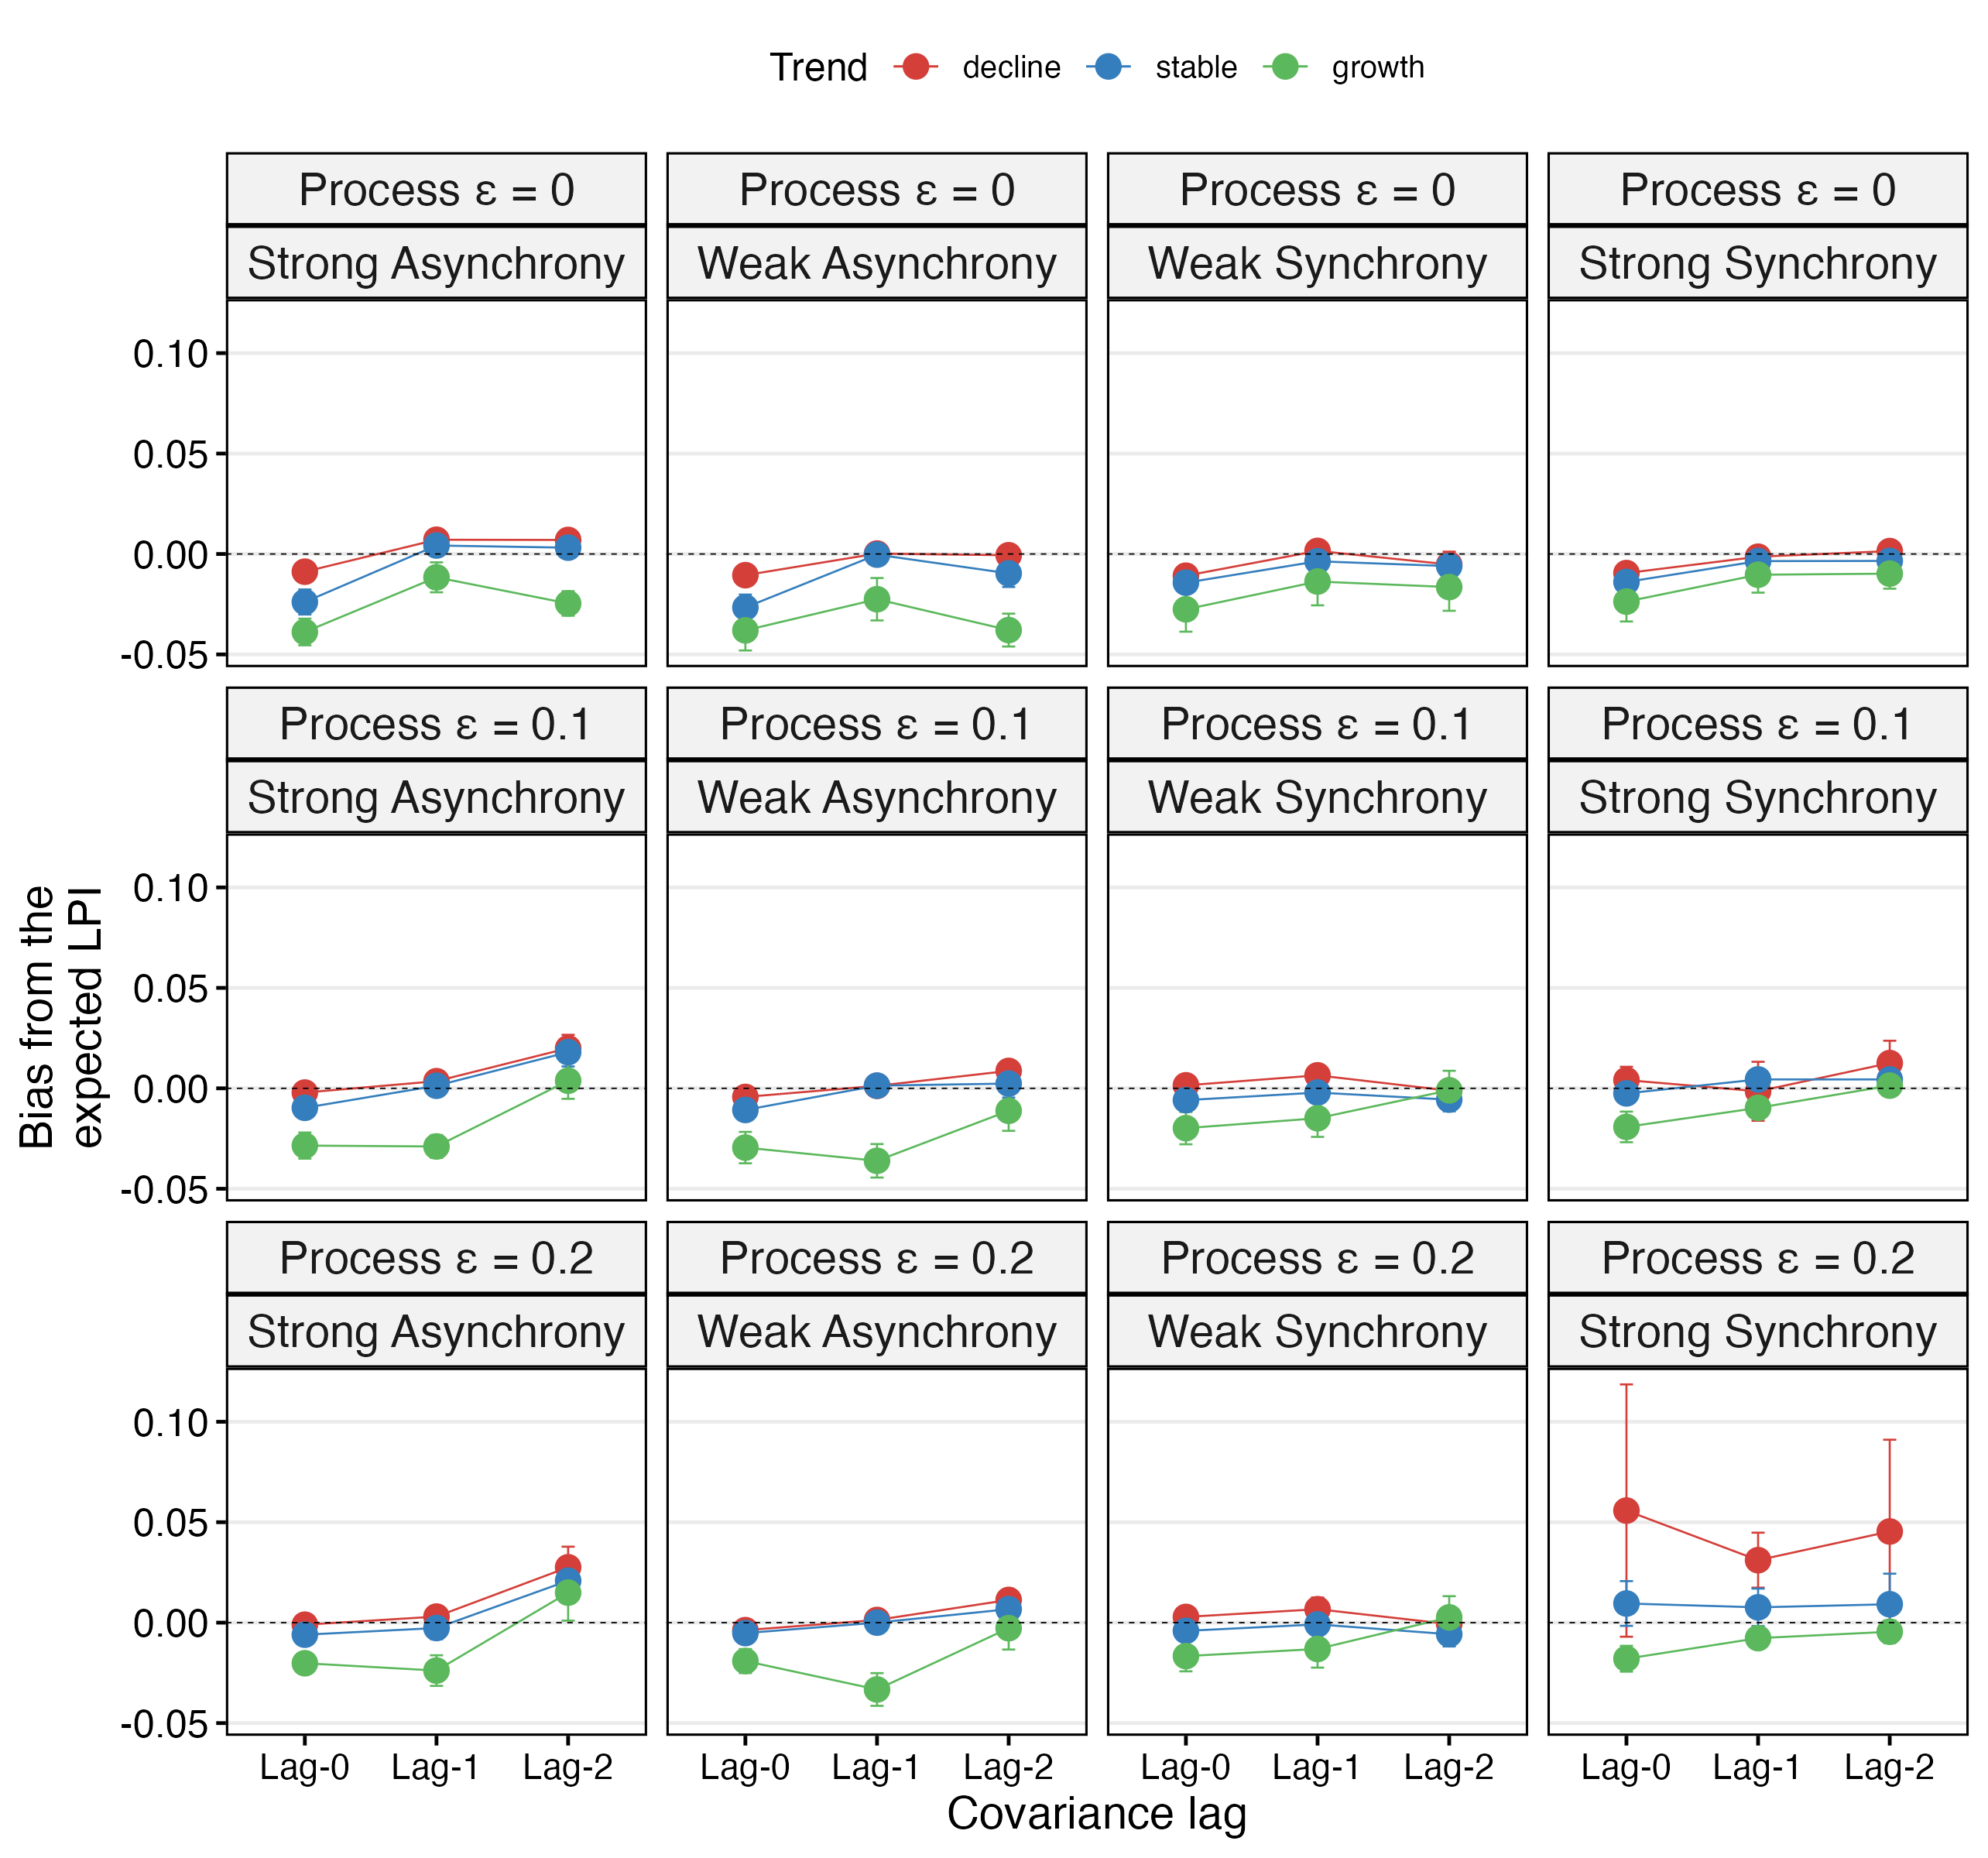 Trend decline stable growth
Process ε = 0 Process ε = 0 Process ε = 0 Process ε = 0
Strong Asynchrony Weak Asynchrony Weak Synchrony Strong Synchrony
0.10
0.05
0.00
-0.05
Process ε = 0.1 Process ε = 0.1 Process ε = 0.1 Process ε = 0.1
Strong Asynchrony Weak Asynchrony Weak Synchrony Strong Synchrony
0.10
0.05
0.00
-0.05
Bias from the
expected LPI
Process ε = 0.2 Process ε = 0.2 Process ε = 0.2 Process ε = 0.2
Strong Asynchrony Weak Asynchrony Weak Synchrony Strong Synchrony
0.10
0.05
0.00
-0.05
Lag-0 Lag-1 Lag-2 Lag-0 Lag-1 Lag-2 Lag-0 Lag-1 Lag-2 Lag-0 Lag-1 Lag-2
Covariance lag